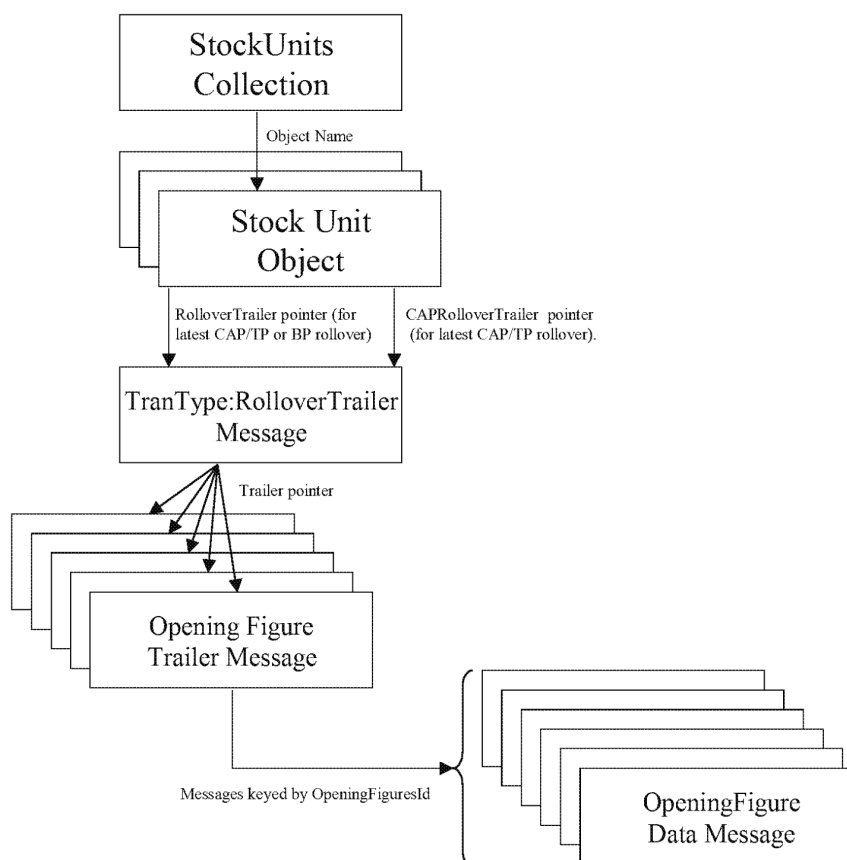 StockUnits
Collection
Object Name
Stock Unit
Object
RolloverTrailer pointer (for
latest CAP/TP or BP rollover)
CAPRolloverTrailer pointer
(for latest CAP/TP rollover).
TranType:RolloverTrailer
Message
Trailer pointer
Opening Figure
Trailer Message
Messages keyed by OpeningFiguresId
OpeningFigure
Data Message